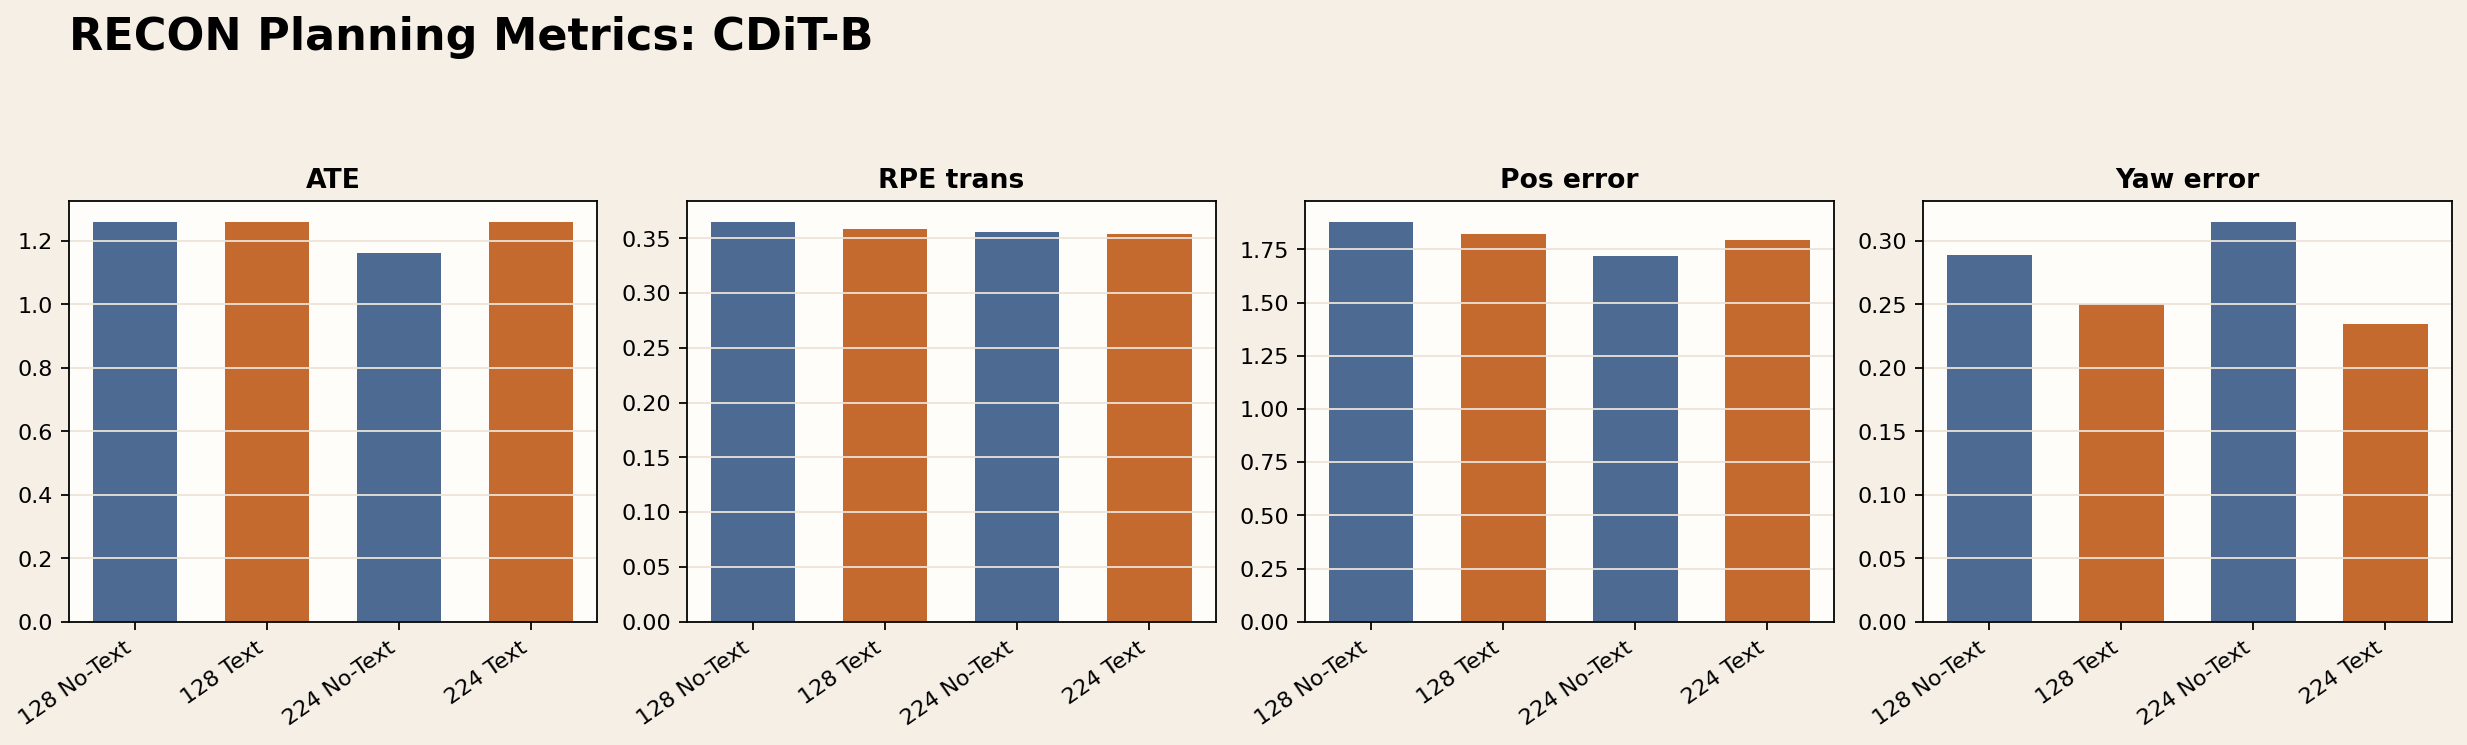 RECON Planning Metrics: CDiT-B
ATE
1.2
1.0
0.8
0.6
0.4
0.2
0.0
128 No-Text
128 Text
224 No-Text
224 Text
RPE trans
0.35
0.30
0.25
0.20
0.15
0.10
0.05
0.00
128 No-Text
128 Text
224 No-Text
224 Text
Pos error
1.75
1.50
1.25
1.00
0.75
0.50
0.25
0.00
128 No-Text
128 Text
224 No-Text
224 Text
Yaw error
0.30
0.25
0.20
0.15
0.10
0.05
0.00
128 No-Text
128 Text
224 No-Text
224 Text